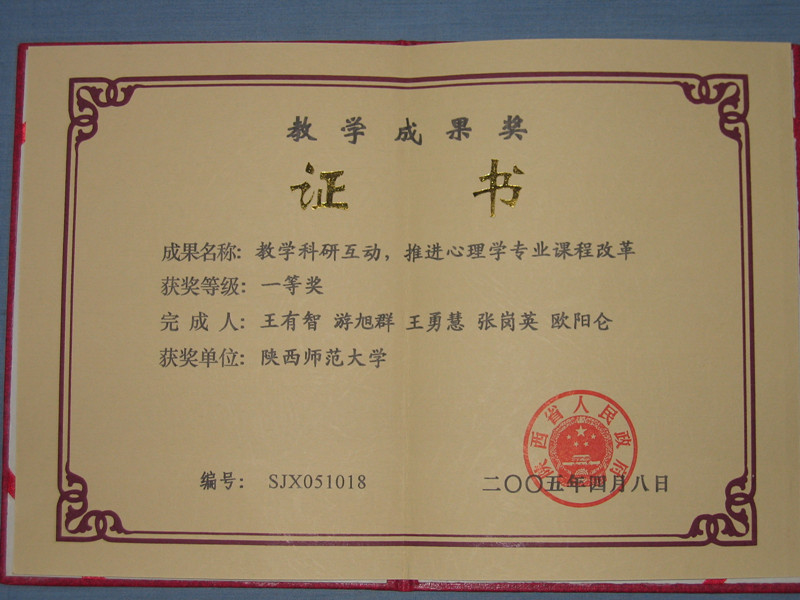 教学成果奖
证书
成果名称：教学科研互动，推进心理学专业课程改革
获奖等级：一等奖
完成人：王有智 游旭群 王勇慧 张岗英 欧阳仑
获奖单位：陕西师范大学
陕西省人民政府
编号： SJX051018
二〇〇五年四月八日